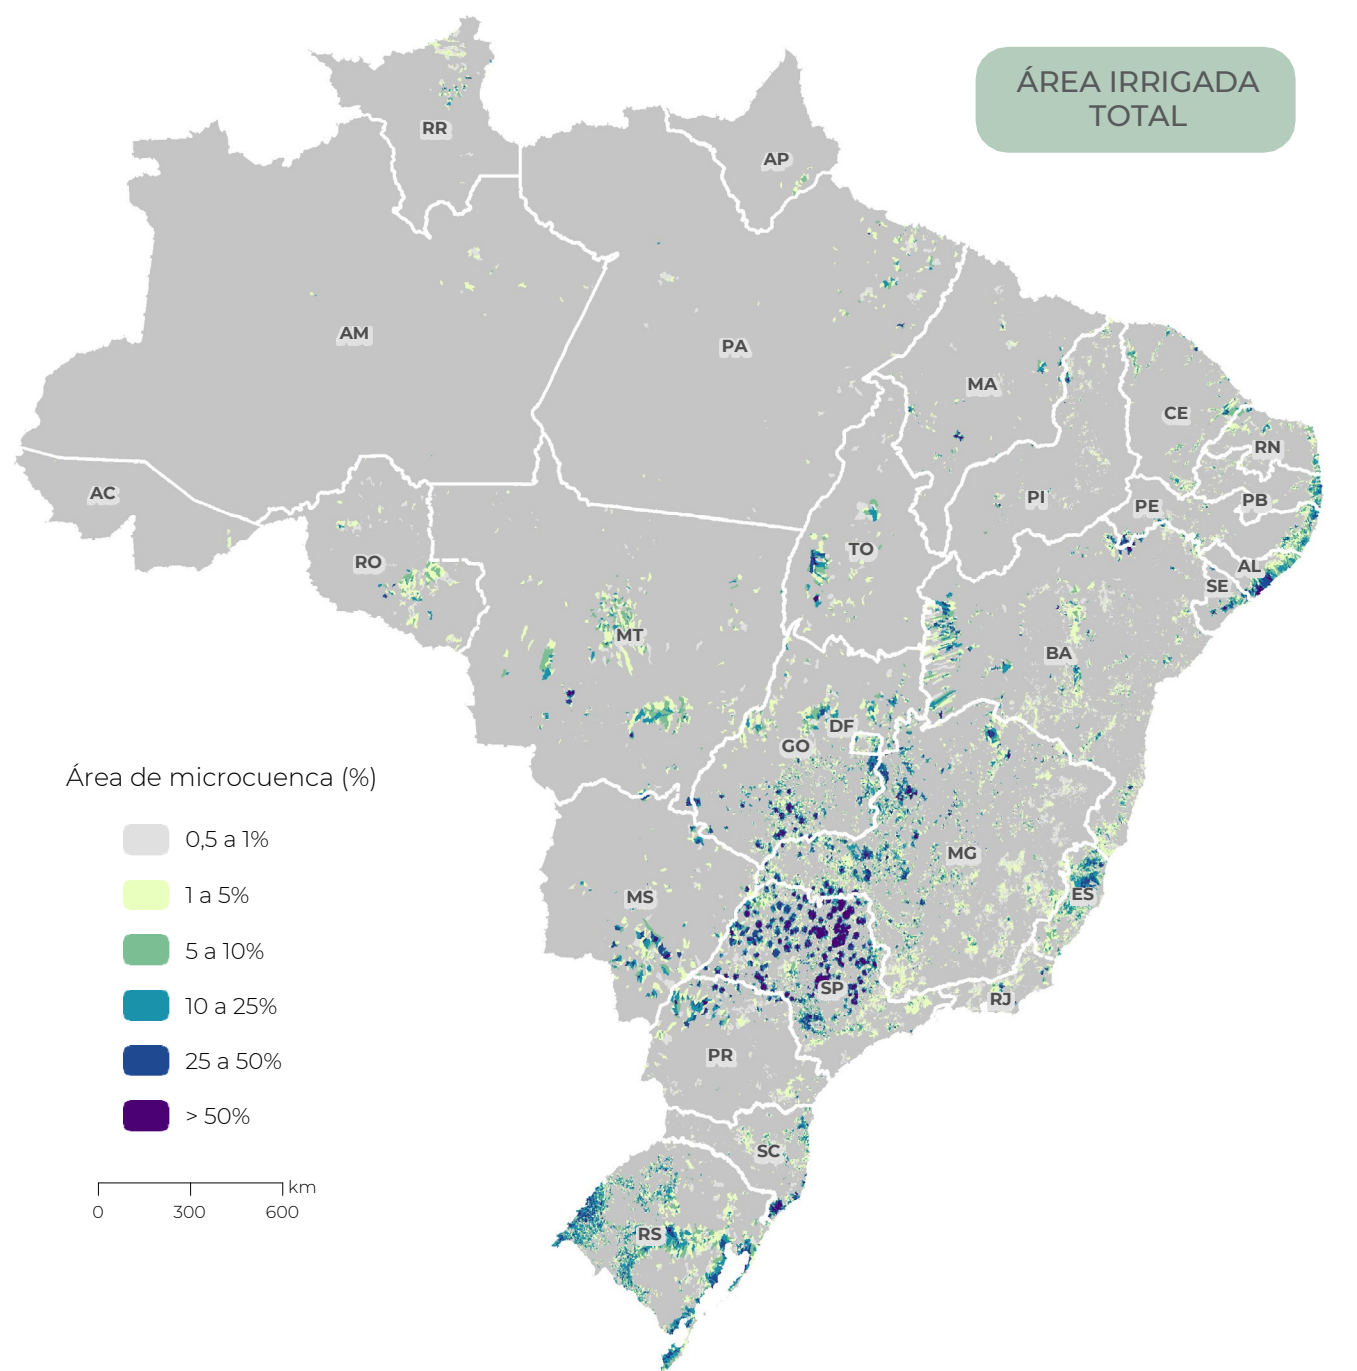 ÁREA IRRIGADA
TOTAL
RR
AP
AM
PA
MA
CE
RN
AC
PI
PE
PB
RO
TO
AL
SE
MT
BA
DF
GO
Área de microcuenca (%)
0,5 a 1%
MG
1 a 5%
MS
ES
5 a 10%
SP
RJ
10 a 25%
PR
25 a 50%
> 50%
SC
km
0 300 600
RS